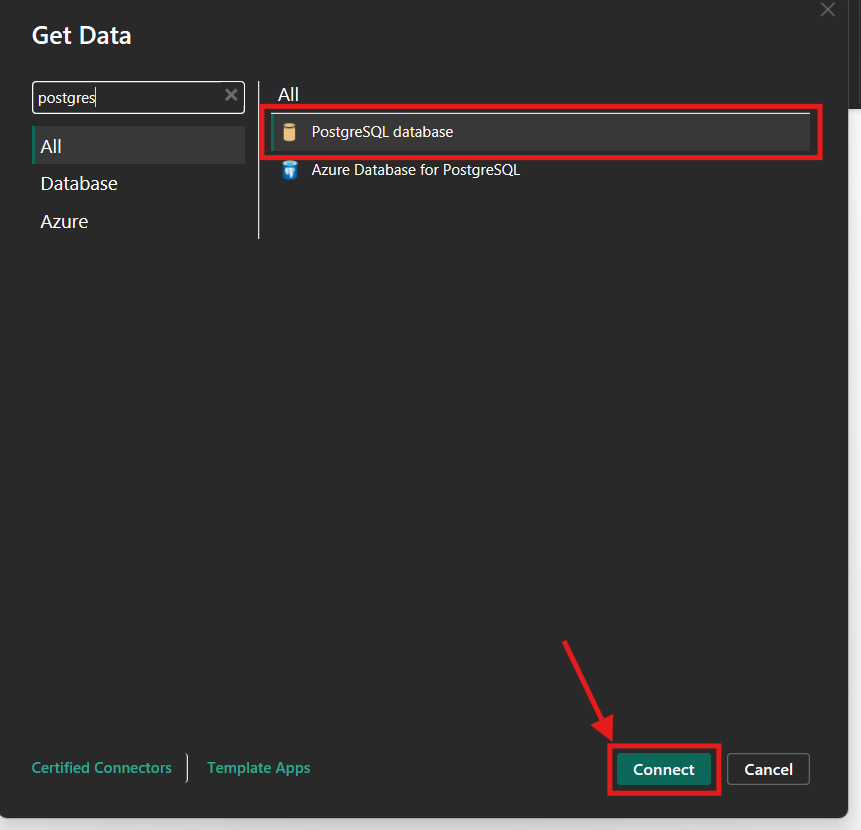 Get Data
postgres
All
Database
Azure
All
PostgreSQL database
Azure Database for PostgreSQL
Certified Connectors
Template Apps
Connect
Cancel